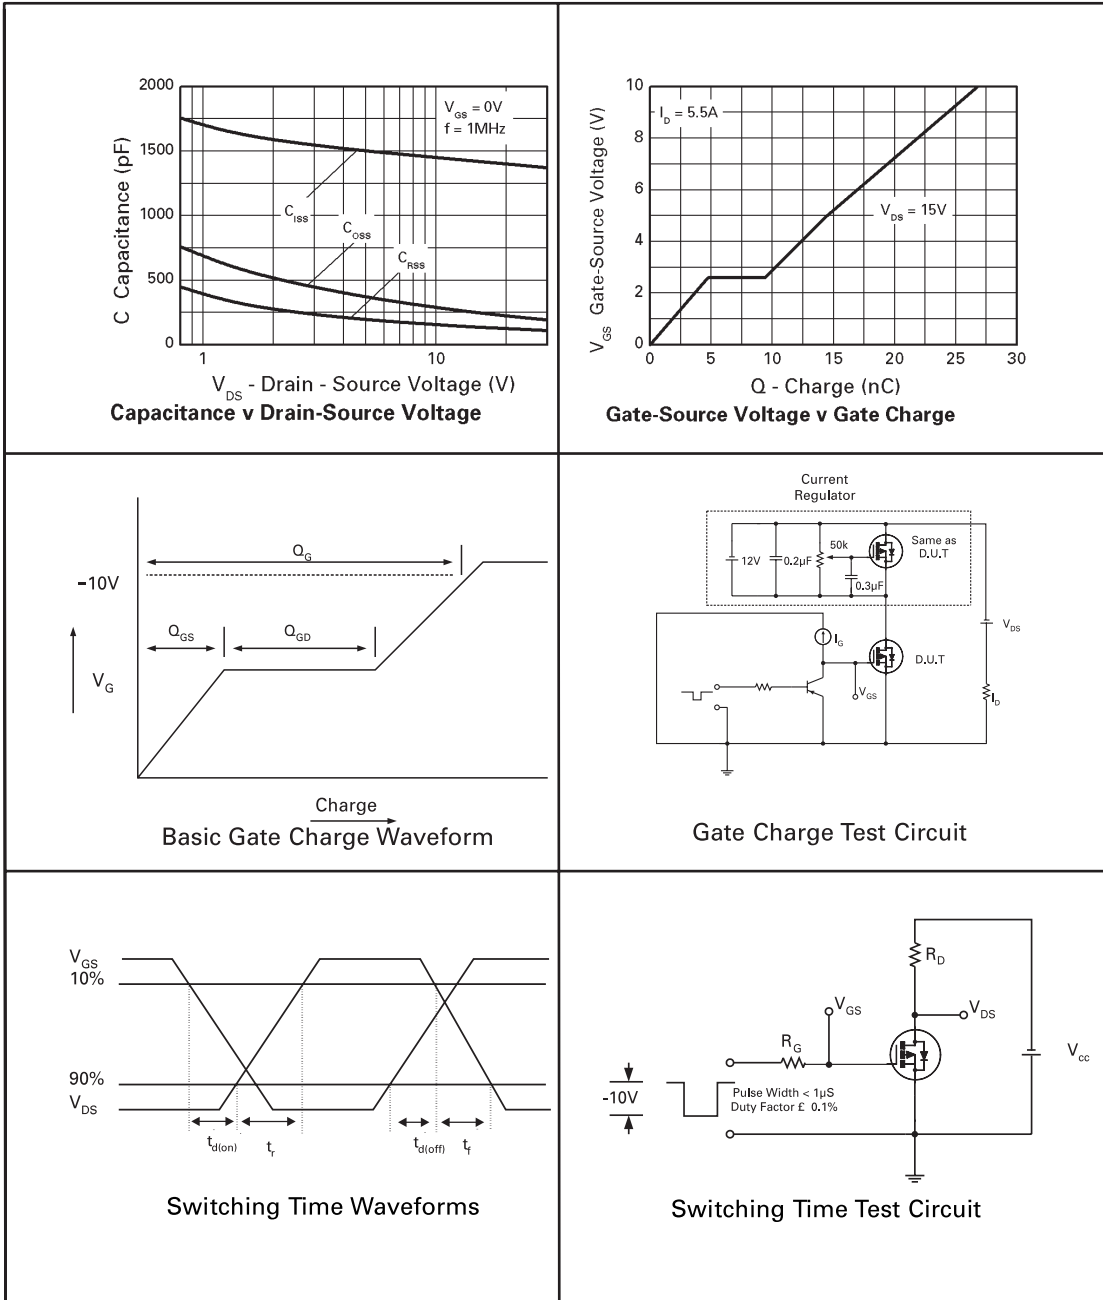 2000
1500
1000
500
0
C Capacitance (pF)
V_GS = 0V
f = 1MHz
C_ISS
C_OSS
C_RSS
1
10
V_DS - Drain - Source Voltage (V)
Capacitance v Drain-Source Voltage
10
8
6
4
2
0
V_GS Gate-Source Voltage (V)
I_D = 5.5A
V_DS = 15V
0 5 10 15 20 25 30
Q - Charge (nC)
Gate-Source Voltage v Gate Charge
Q_G
-10V
Q_GS
Q_GD
V_G
Charge
Basic Gate Charge Waveform
Current
Regulator
12V
0.2µF
50k
0.3µF
Same as
D.U.T
I_G
D.U.T
V_GS
V_DS
I_D
Gate Charge Test Circuit
V_GS
10%
90%
V_DS
t_d(on)
t_r
t_d(off)
t_f
Switching Time Waveforms
R_D
V_GS
V_DS
R_G
V_cc
-10V
Pulse Width < 1µS
Duty Factor £ 0.1%
Switching Time Test Circuit